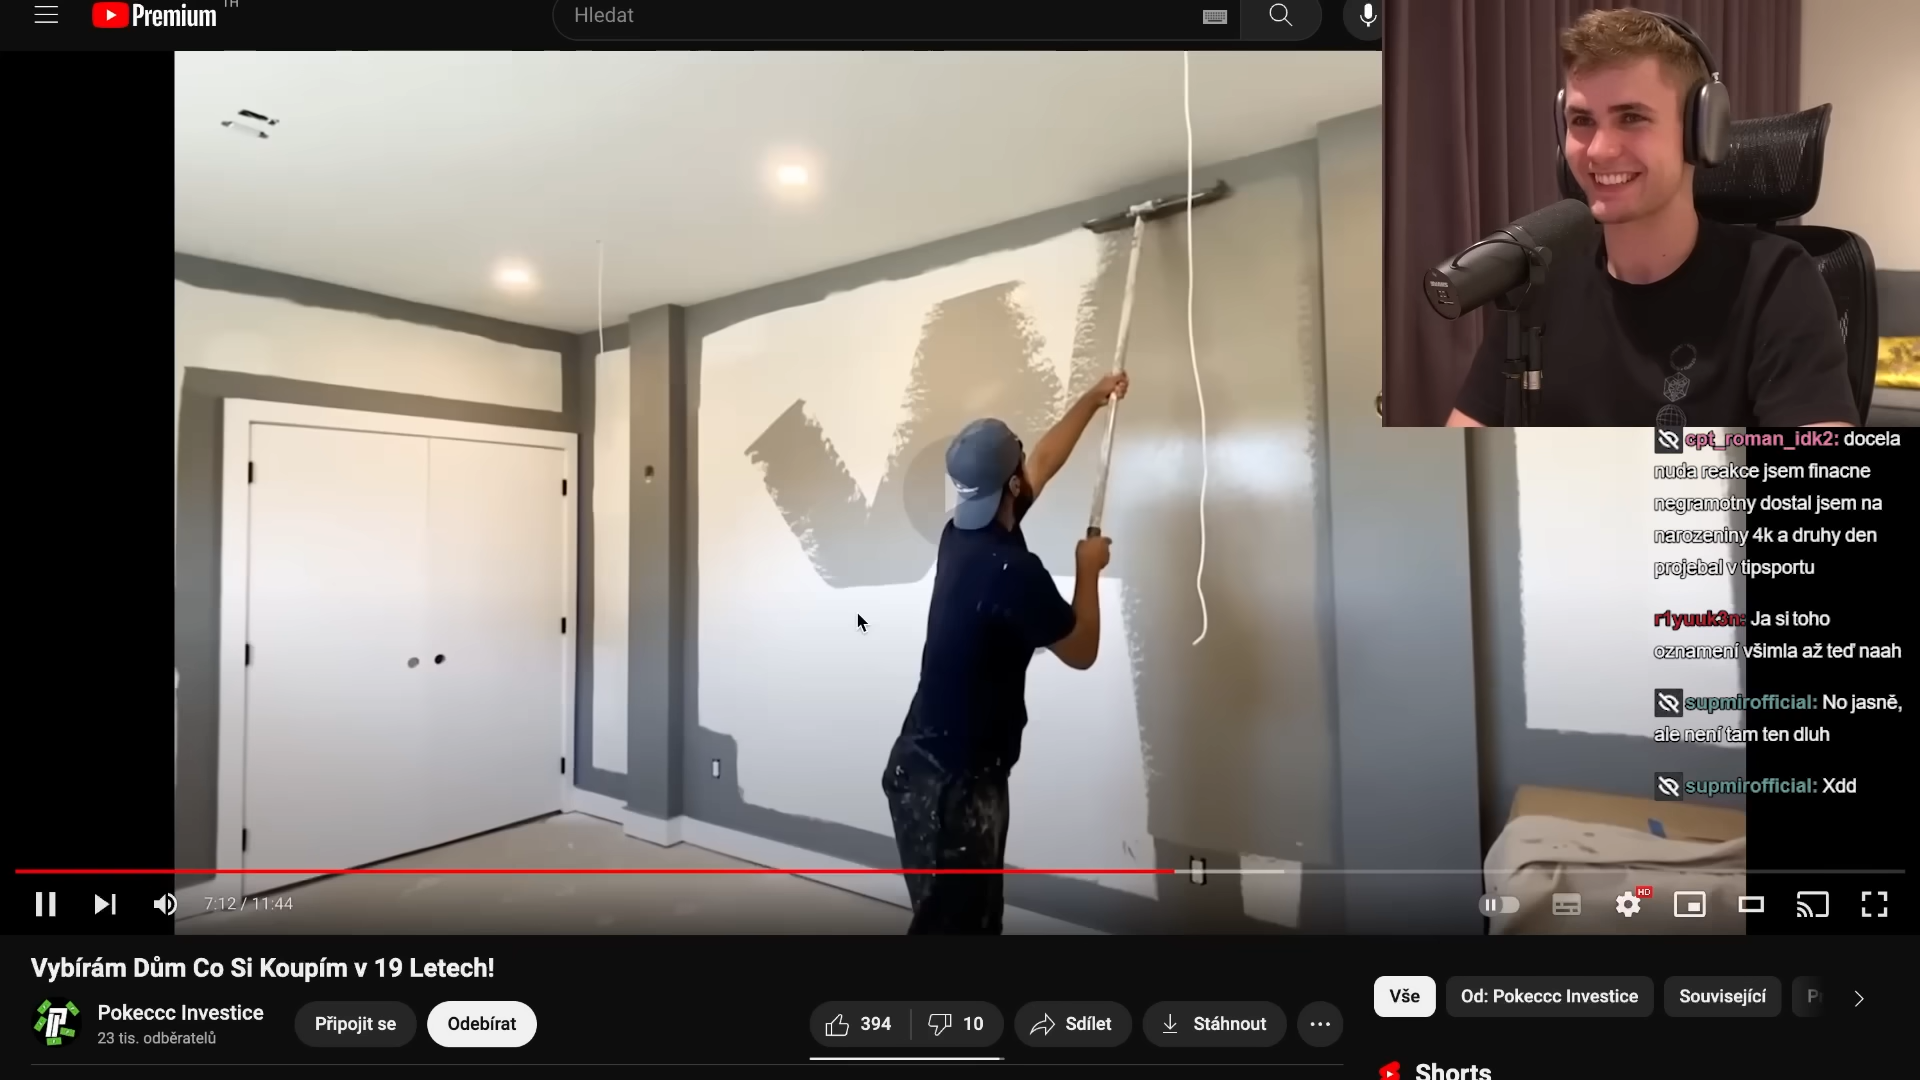 Premium
TH
Hledat
cpt_roman_idk2: docela
nuda reakce jsem finacne
negramotny dostal jsem na
narozeniny 4k a druhy den
projebal v tipsportu
r1yuuk3n: Ja si toho
oznamení všimla až teď naah
supmirofficial: No jasně,
ale není tam ten dluh
supmirofficial: Xdd
7:12 / 11:44
HD
Vybírám Dům Co Si Koupím v 19 Letech!
Pokeccc Investice
23 tis. odběratelů
Připojit se
Odebírat
394
10
Sdílet
Stáhnout
Vše
Od: Pokeccc Investice
Související
Shorts